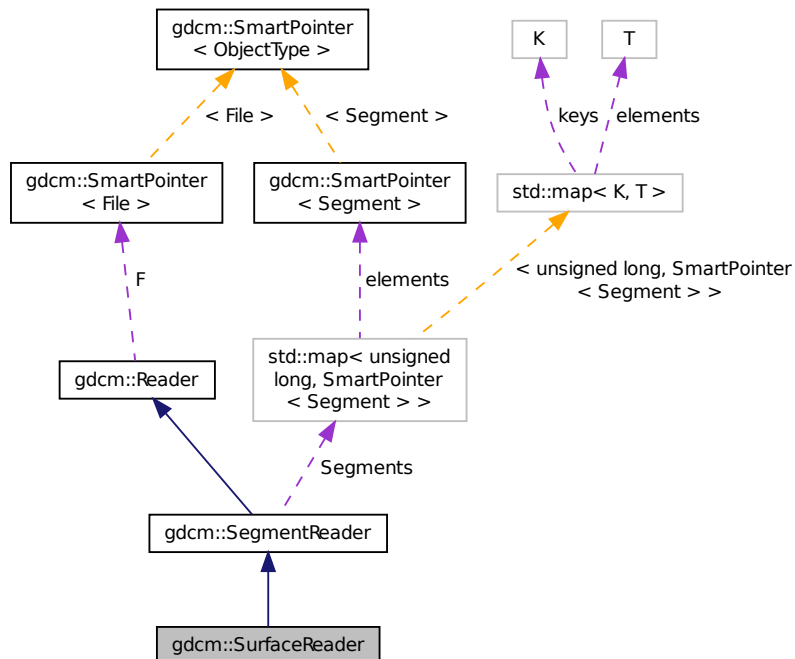 gdcm::SmartPointer
< ObjectType >
K
T
< File >
< Segment >
keys
elements
gdcm::SmartPointer
< File >
gdcm::SmartPointer
< Segment >
std::map< K, T >
F
elements
< unsigned long, SmartPointer
< Segment > >
gdcm::Reader
std::map< unsigned
long, SmartPointer
< Segment > >
Segments
gdcm::SegmentReader
gdcm::SurfaceReader